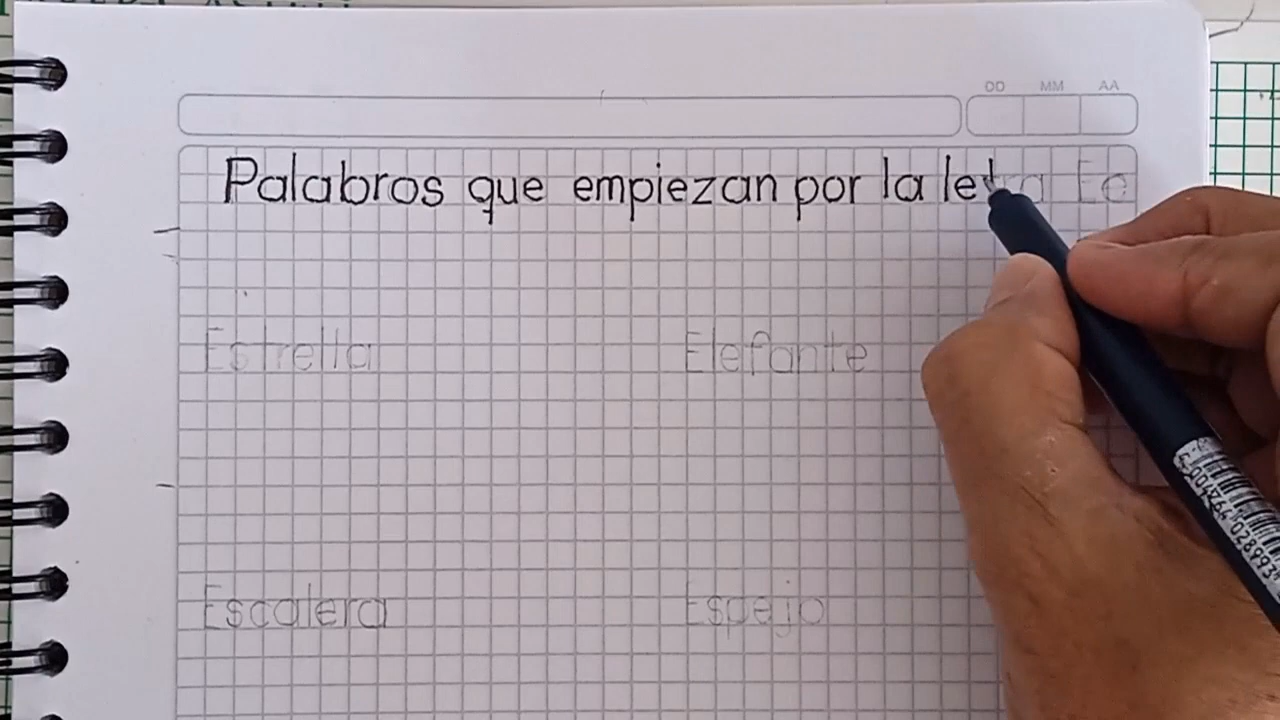 DD MM AA
Palabros que empiezan por la letra Ee
Estrella Elefante
Escalera Espejo